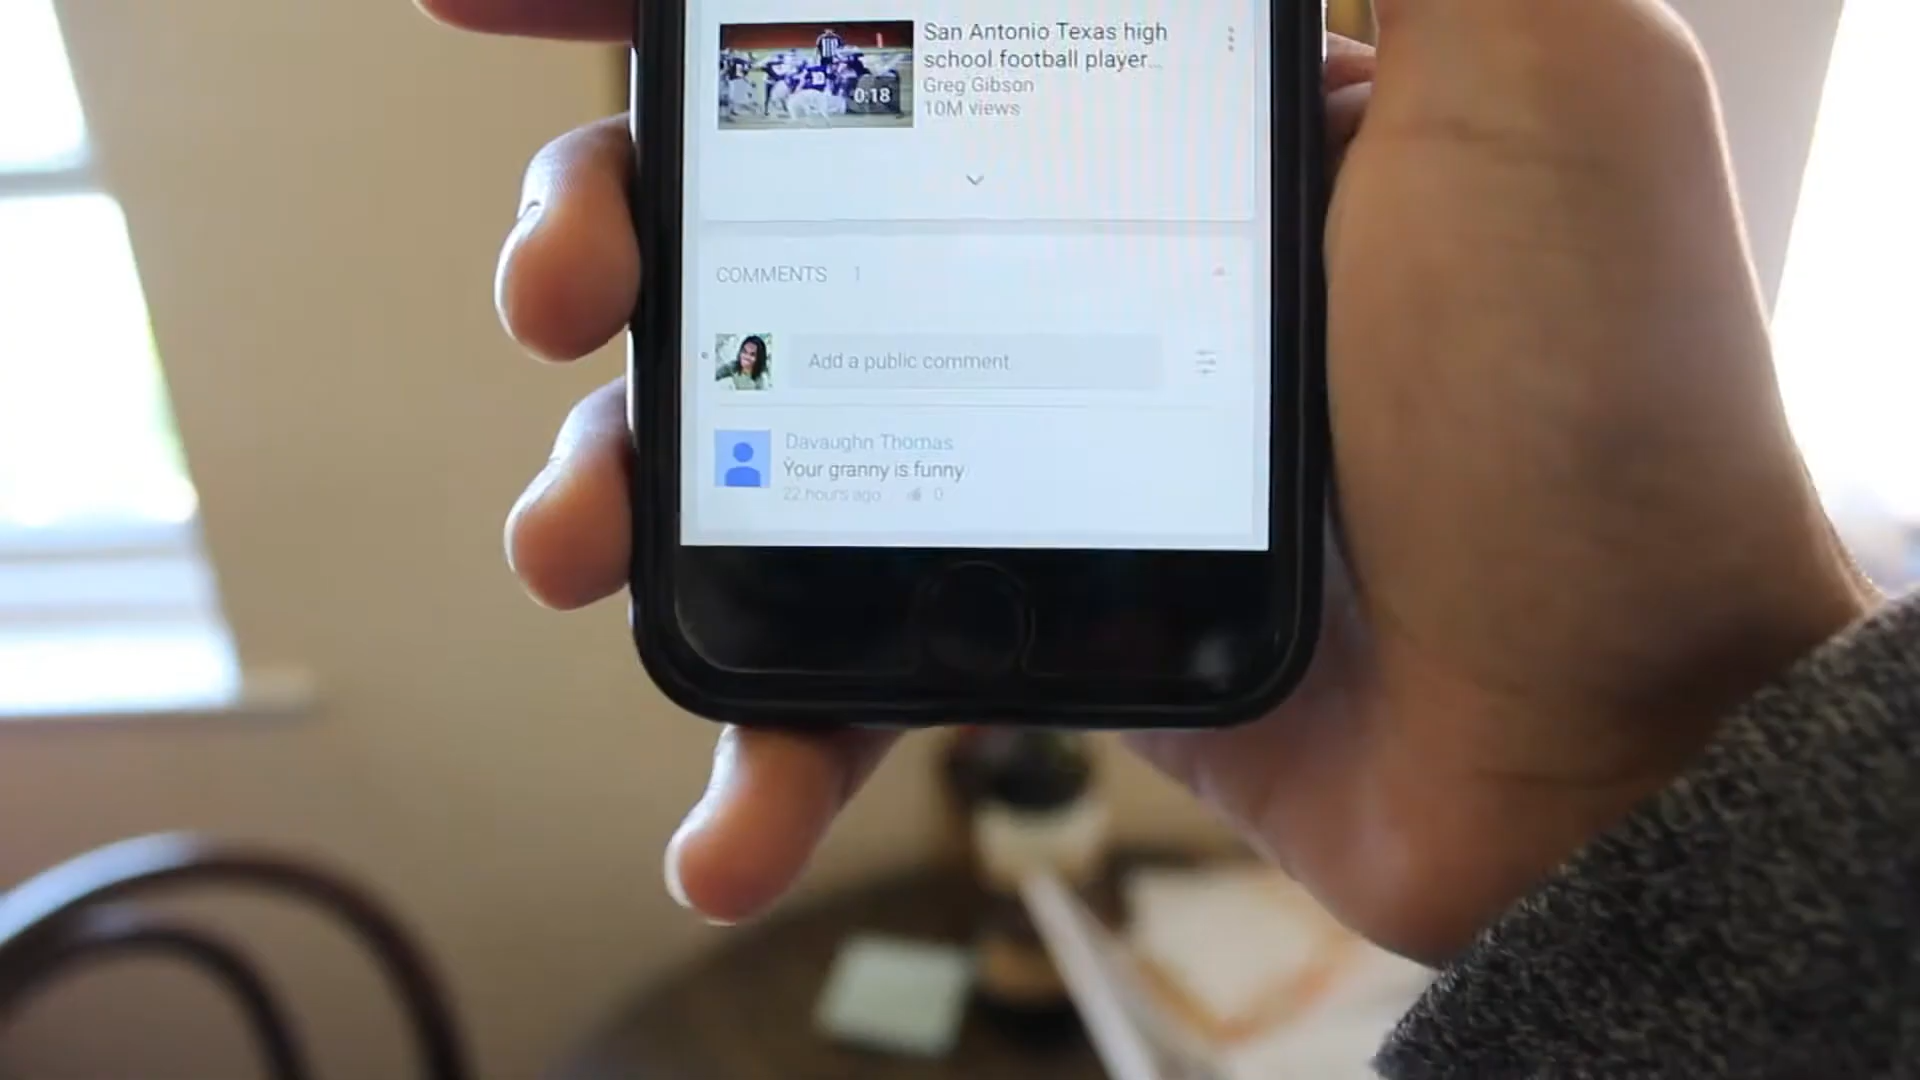 San Antonio Texas high
school football player...
Greg Gibson
10M views
0:18
COMMENTS 1
Add a public comment
Davaughn Thomas
Your granny is funny
22 hours ago 0